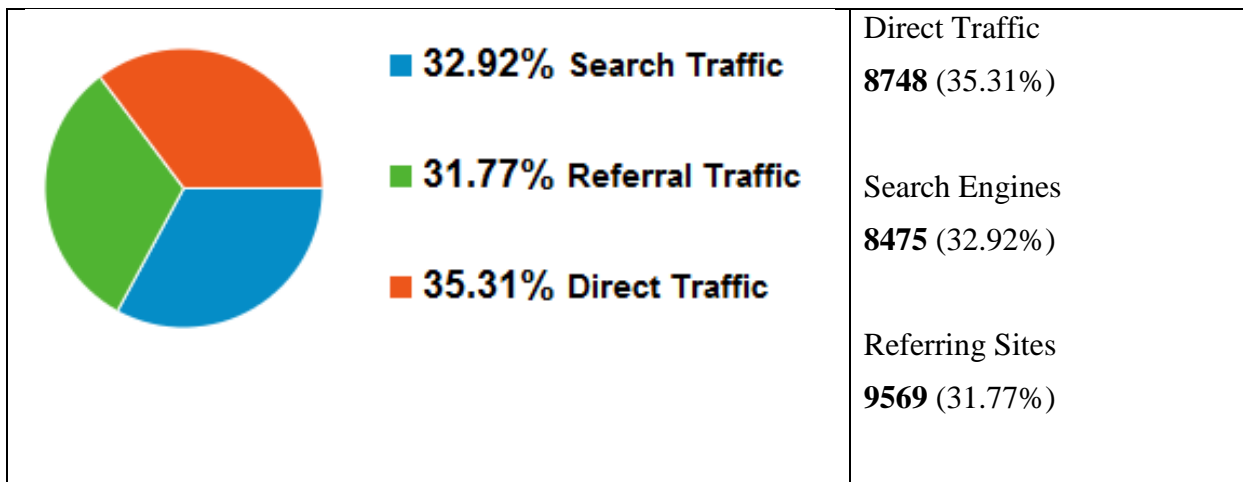 32.92% Search Traffic
31.77% Referral Traffic
35.31% Direct Traffic
Direct Traffic
8748 (35.31%)
Search Engines
8475 (32.92%)
Referring Sites
9569 (31.77%)